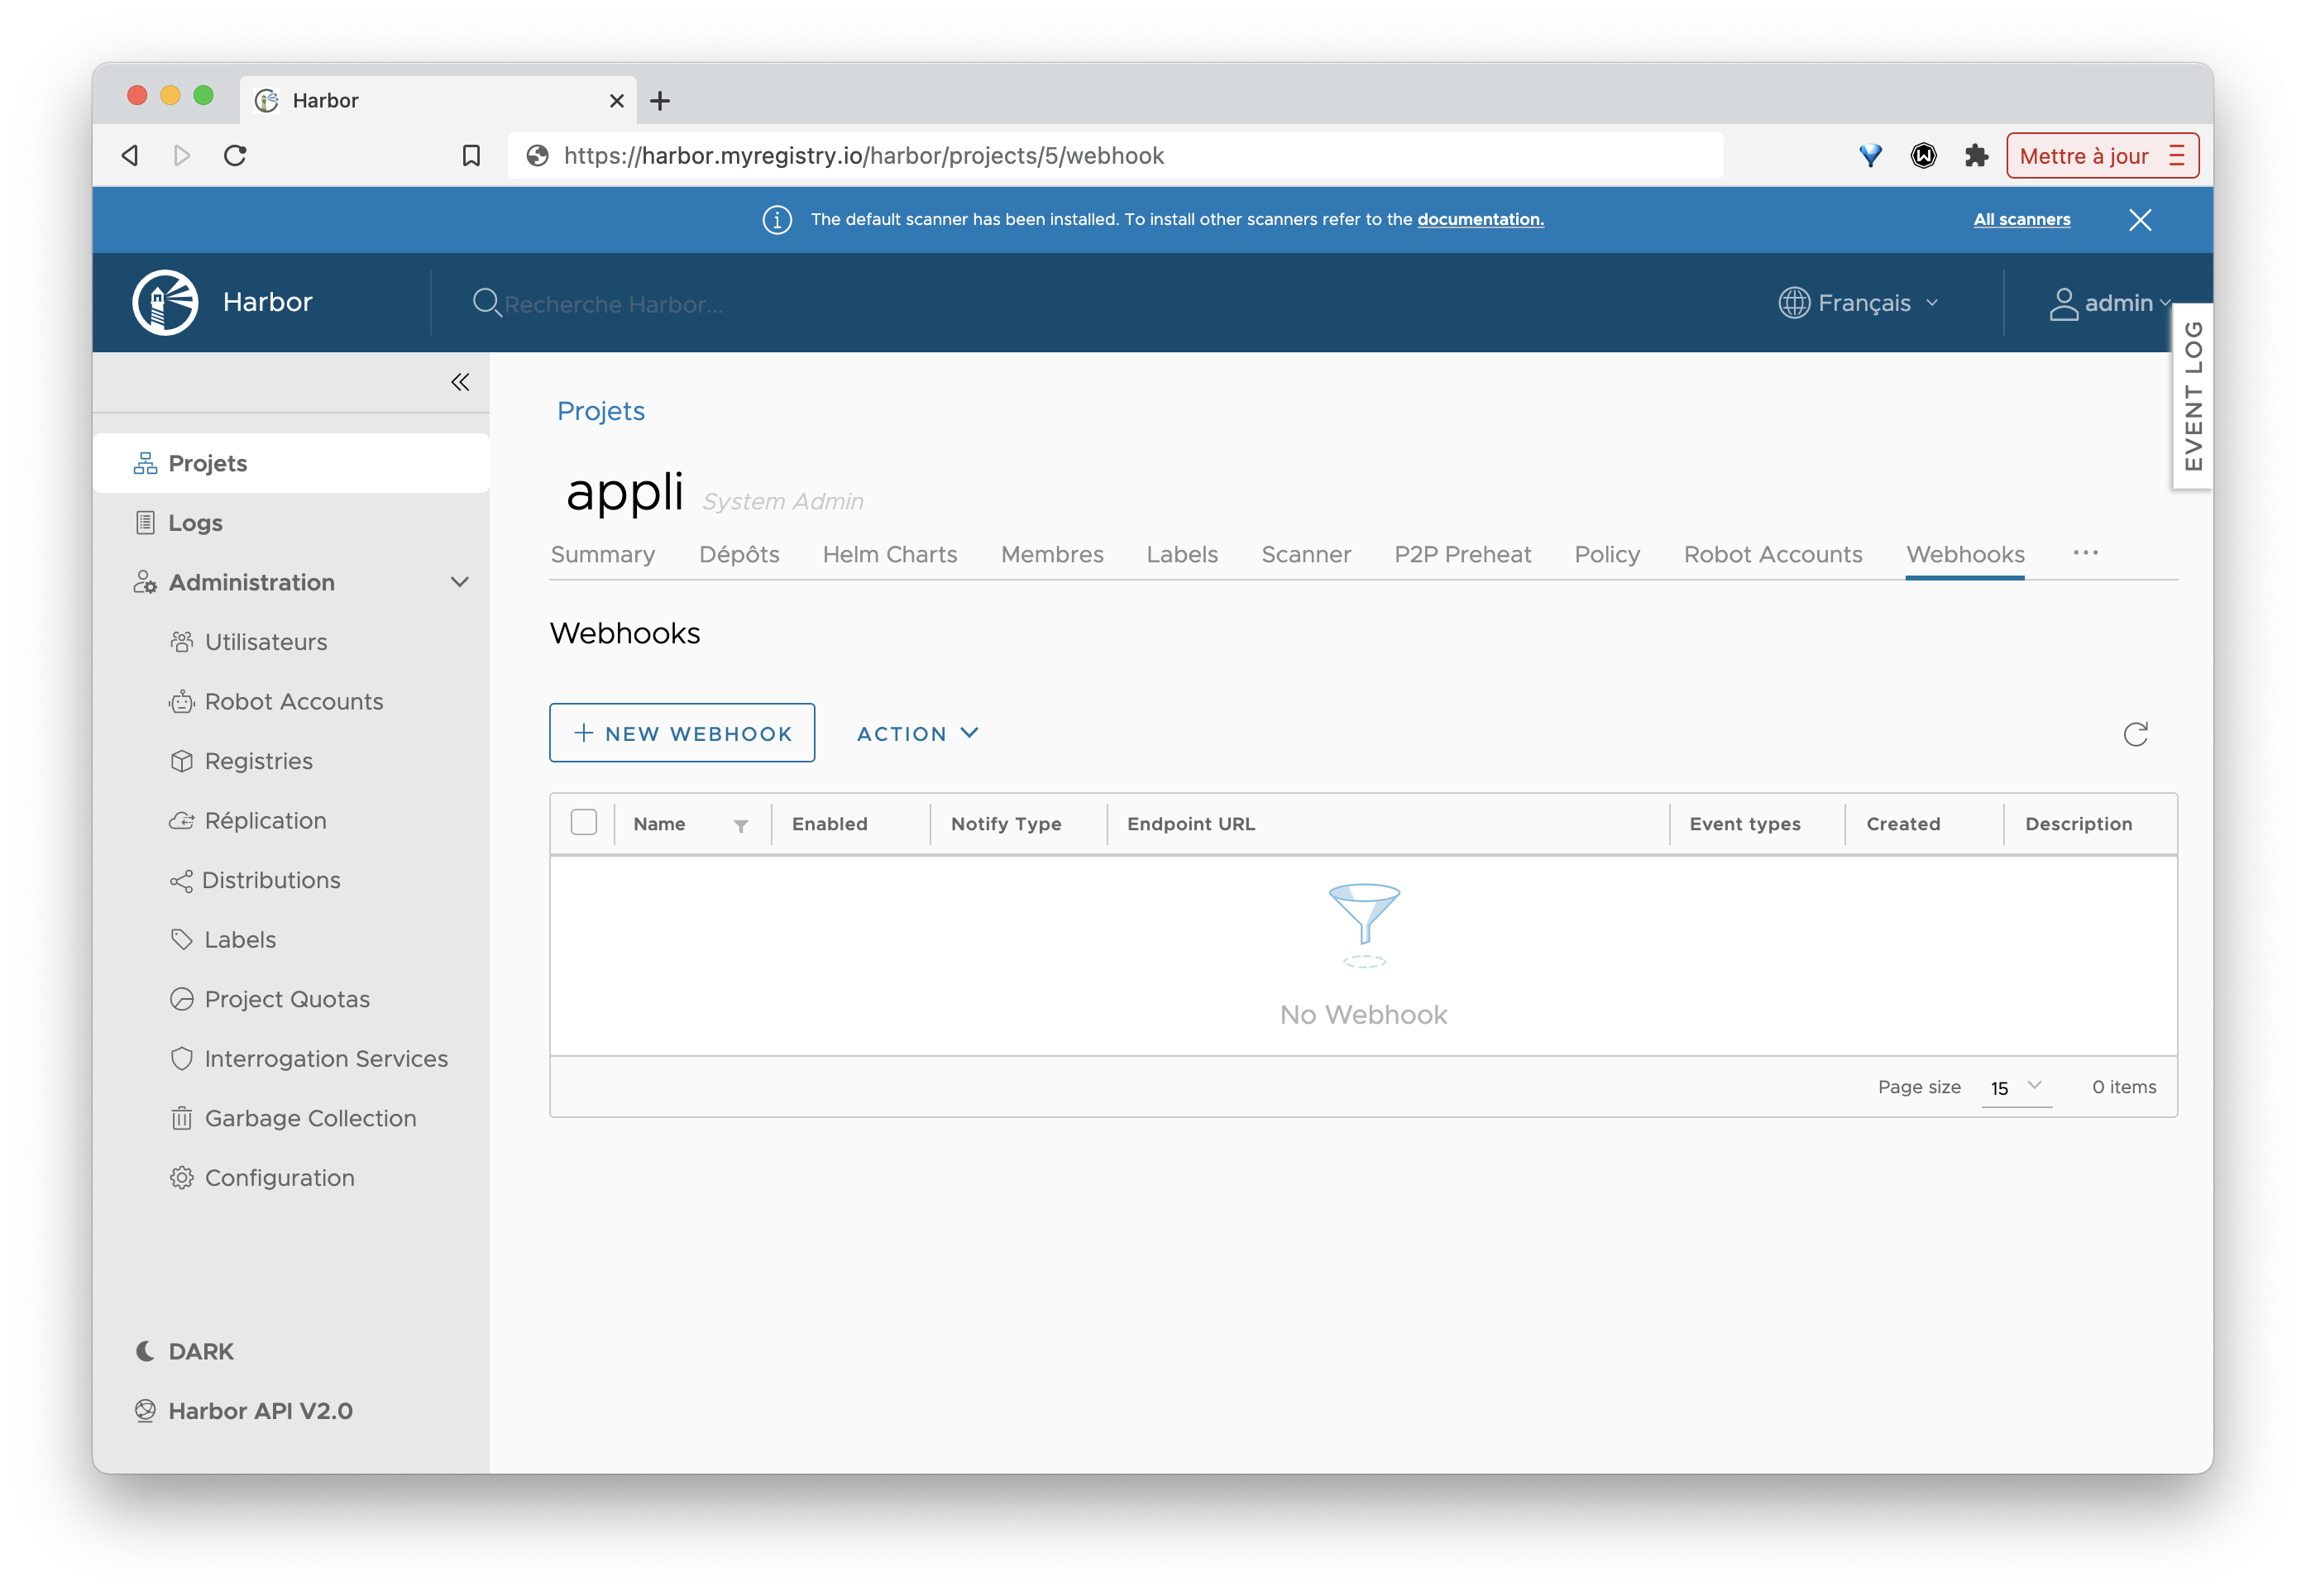 Harbor
https://harbor.myregistry.io/harbor/projects/5/webhook
Mettre à jour
The default scanner has been installed. To install other scanners refer to the documentation.
All scanners
Harbor
Recherche Harbor...
Français
admin
EVENT LOG
Projets
Logs
Administration
Utilisateurs
Robot Accounts
Registries
Réplication
Distributions
Labels
Project Quotas
Interrogation Services
Garbage Collection
Configuration
DARK
Harbor API V2.0
Projets
appli System Admin
Summary Dépôts Helm Charts Membres Labels Scanner P2P Preheat Policy Robot Accounts Webhooks ...
Webhooks
+ NEW WEBHOOK ACTION
Name Enabled Notify Type Endpoint URL Event types Created Description
No Webhook
Page size 15 0 items